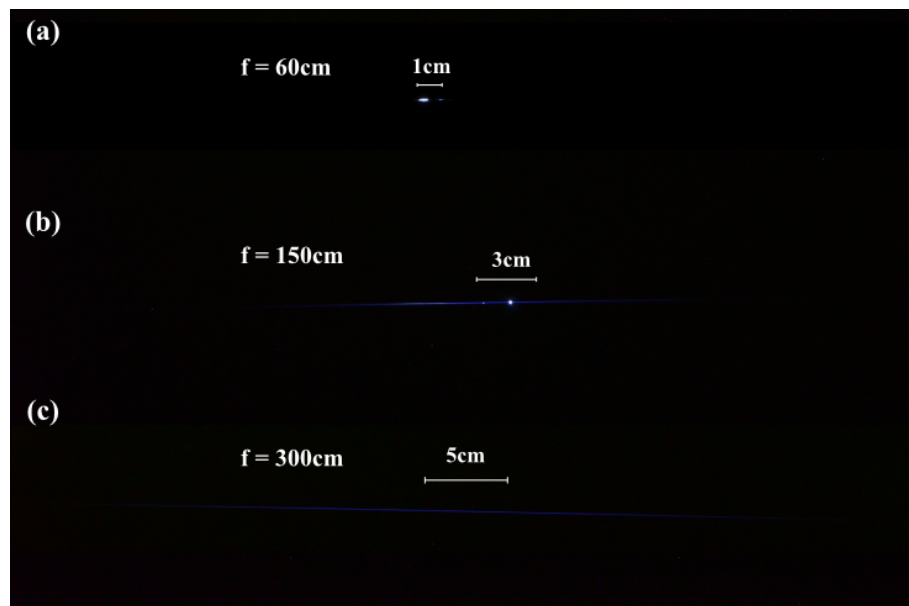 (a)
f = 60cm
1cm
(b)
f = 150cm
3cm
(c)
f = 300cm
5cm